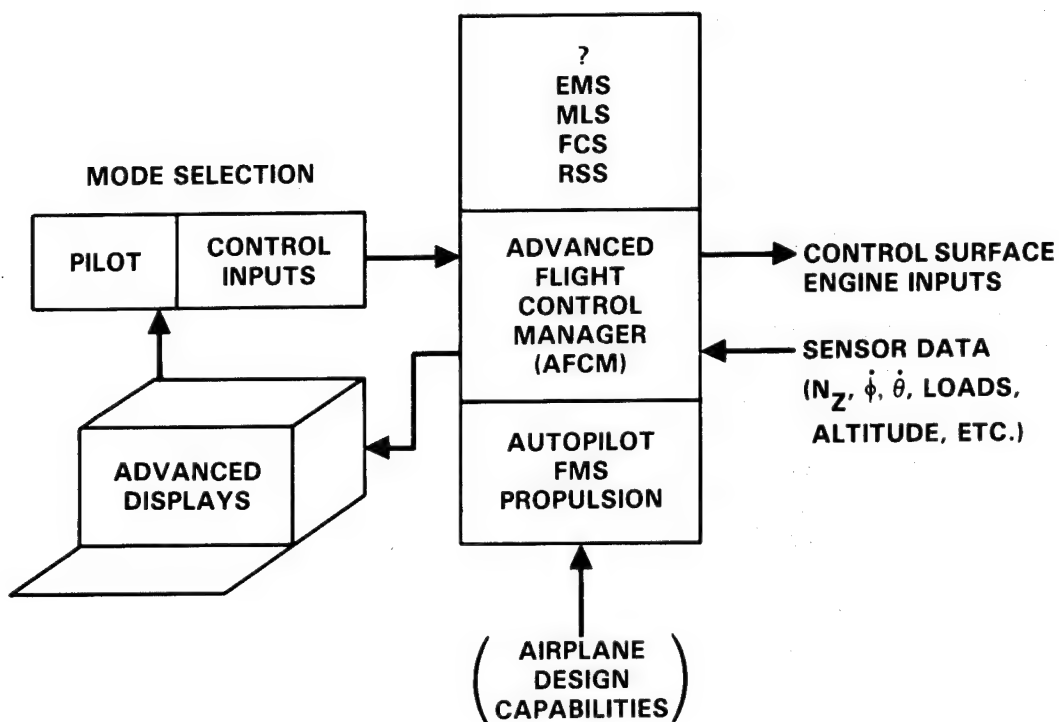 ?
EMS
MLS
FCS
RSS
MODE SELECTION
PILOT
CONTROL
INPUTS
ADVANCED
FLIGHT
CONTROL
MANAGER
(AFCM)
CONTROL SURFACE
ENGINE INPUTS
SENSOR DATA
(N_Z, φ̇, θ̇, LOADS,
ALTITUDE, ETC.)
ADVANCED
DISPLAYS
AUTOPILOT
FMS
PROPULSION
(AIRPLANE
DESIGN
CAPABILITIES)